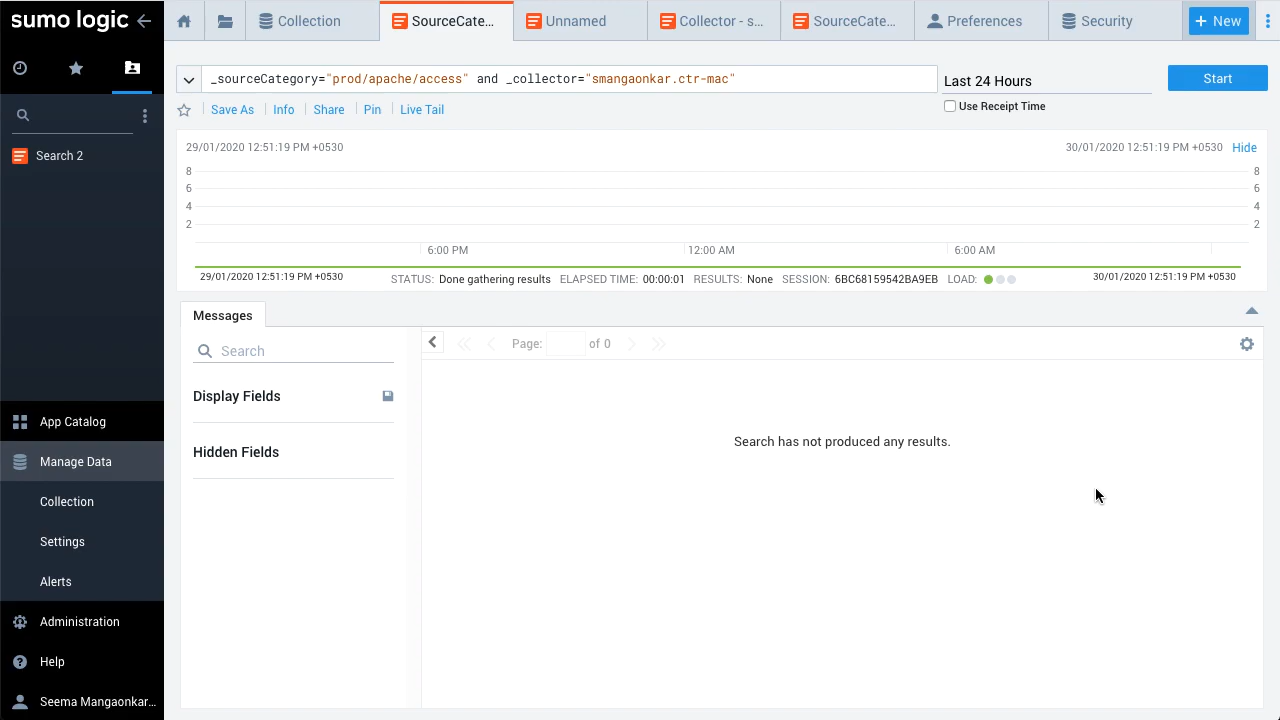 sumo logic
Collection
SourceCate...
Unnamed
Collector - s...
SourceCate...
Preferences
Security
+ New
_sourceCategory="prod/apache/access" and _collector="smangaonkar.ctr-mac"
Last 24 Hours
Start
Use Receipt Time
Save As
Info
Share
Pin
Live Tail
Search 2
29/01/2020 12:51:19 PM +0530
30/01/2020 12:51:19 PM +0530
Hide
8
8
6
6
4
4
2
2
6:00 PM
12:00 AM
6:00 AM
29/01/2020 12:51:19 PM +0530
STATUS: Done gathering results ELAPSED TIME: 00:00:01 RESULTS: None SESSION: 6BC68159542BA9EB LOAD:
30/01/2020 12:51:19 PM +0530
Messages
Search
Page:
of 0
Display Fields
Hidden Fields
Search has not produced any results.
App Catalog
Manage Data
Collection
Settings
Alerts
Administration
Help
Seema Mangaonkar...